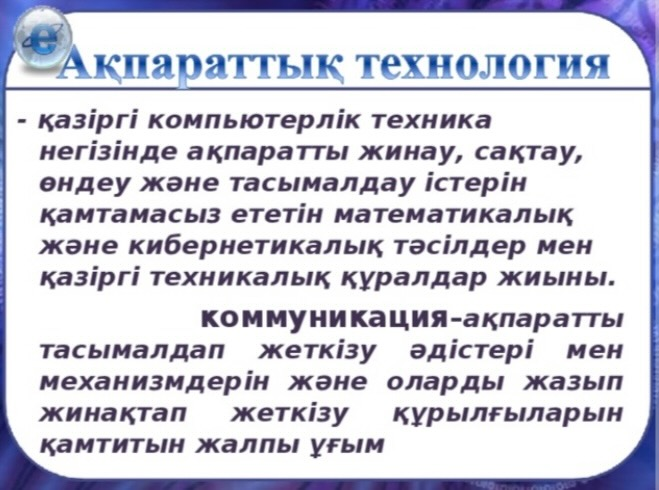 Ақпараттық технология
- қазіргі компьютерлік техника
негізінде ақпаратты жинау, сақтау,
өндеу және тасымалдау істерін
қамтамасыз ететін математикалық
және кибернетикалық тәсілдер мен
қазіргі техникалық құралдар жиыны.
коммуникация–ақпаратты
тасымалдап жеткізу әдістері мен
механизмдерін және оларды жазып
жинақтап жеткізу құрылғыларын
қамтитын жалпы ұғым